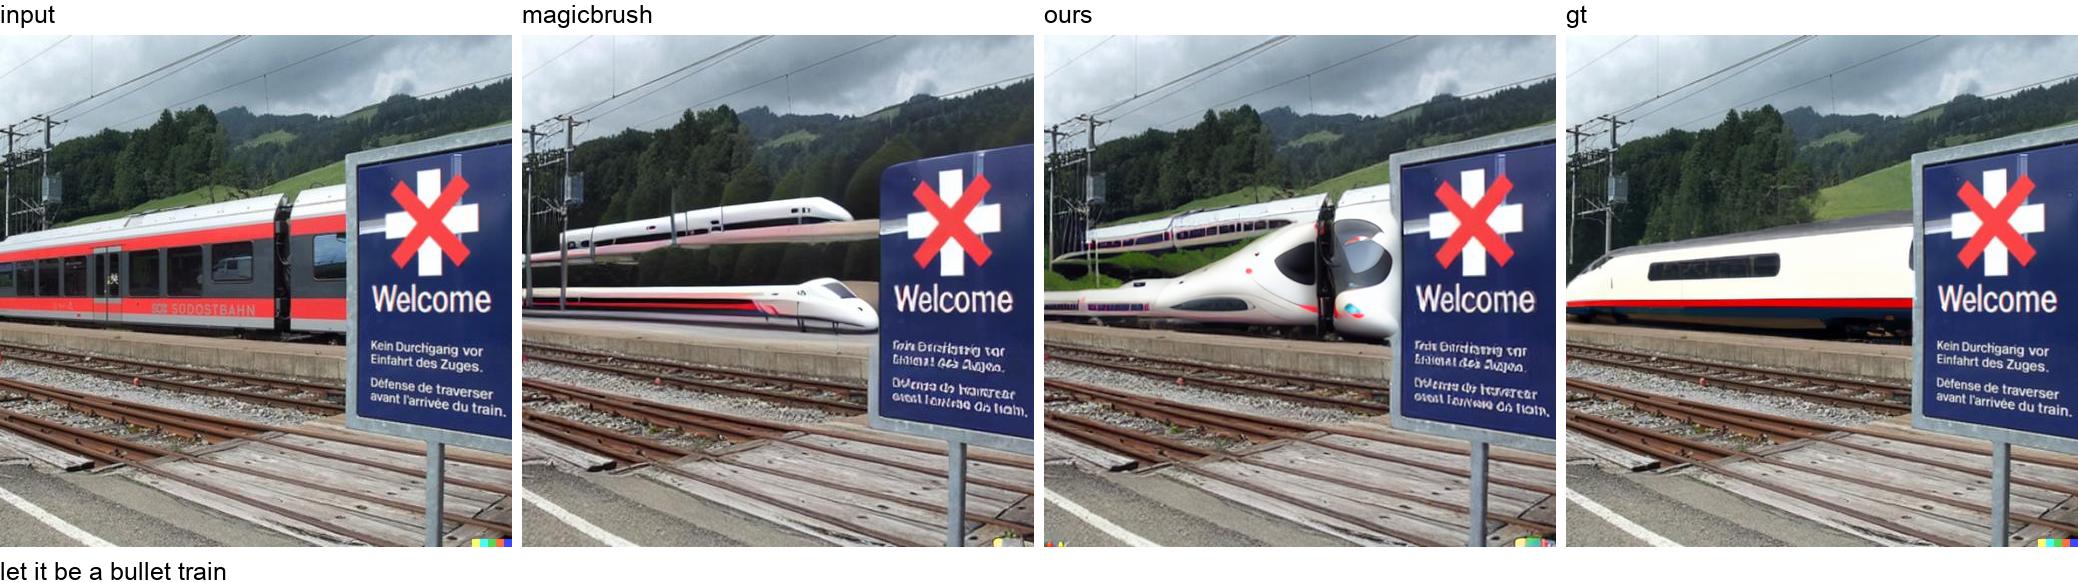 input
magicbrush
ours
gt
SOB SÜDOSTBAHN
Welcome
Kein Durchgang vor
Einfahrt des Zuges.
Défense de traverser
avant l'arrivée du train.
Welcome
Welcome
Welcome
Kein Durchgang vor
Einfahrt des Zuges.
Défense de traverser
avant l'arrivée du train.
let it be a bullet train